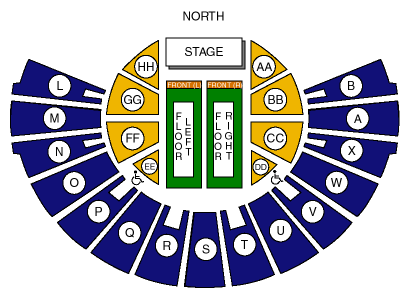 NORTH
STAGE
HH
AA
L
B
FRONT (L)
FRONT (R)
GG
BB
M
A
FLOOR
LEFT
FLOOR
RIGHT
FF
CC
N
X
EE
DD
O
W
P
V
Q
U
R
T
S